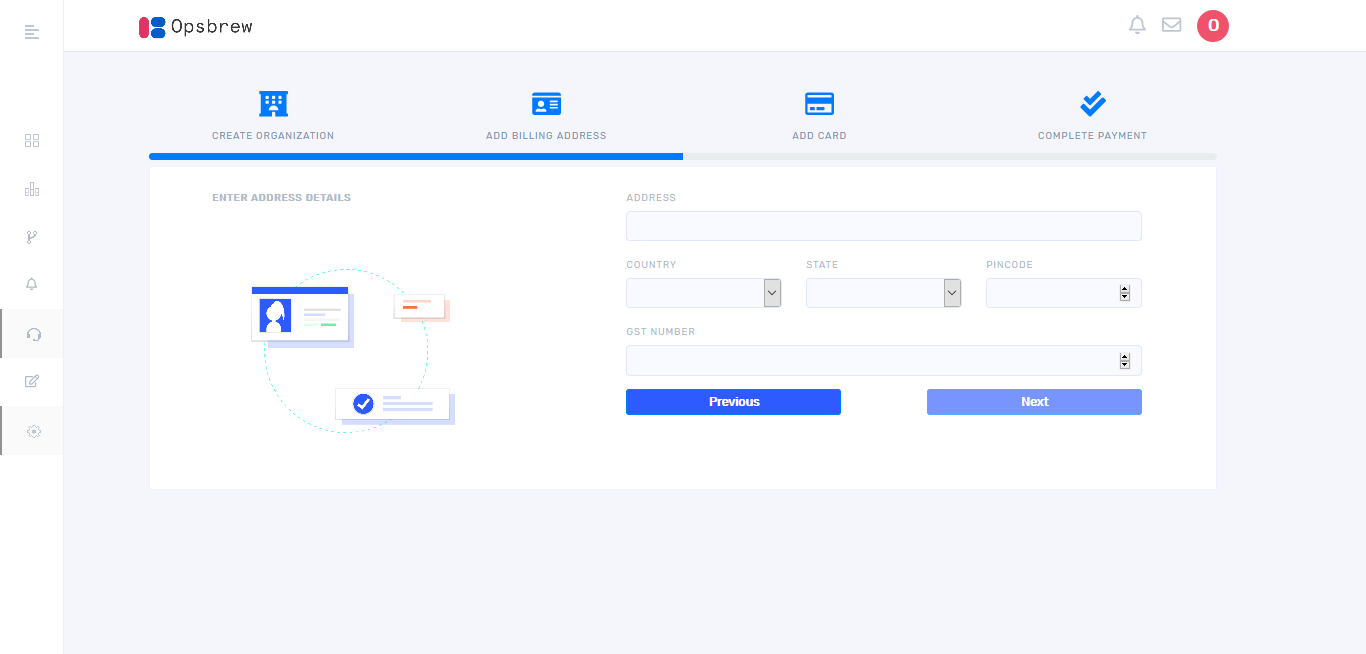 Opsbrew
O
CREATE ORGANIZATION
ADD BILLING ADDRESS
ADD CARD
COMPLETE PAYMENT
ENTER ADDRESS DETAILS
ADDRESS
COUNTRY
STATE
PINCODE
GST NUMBER
Previous
Next